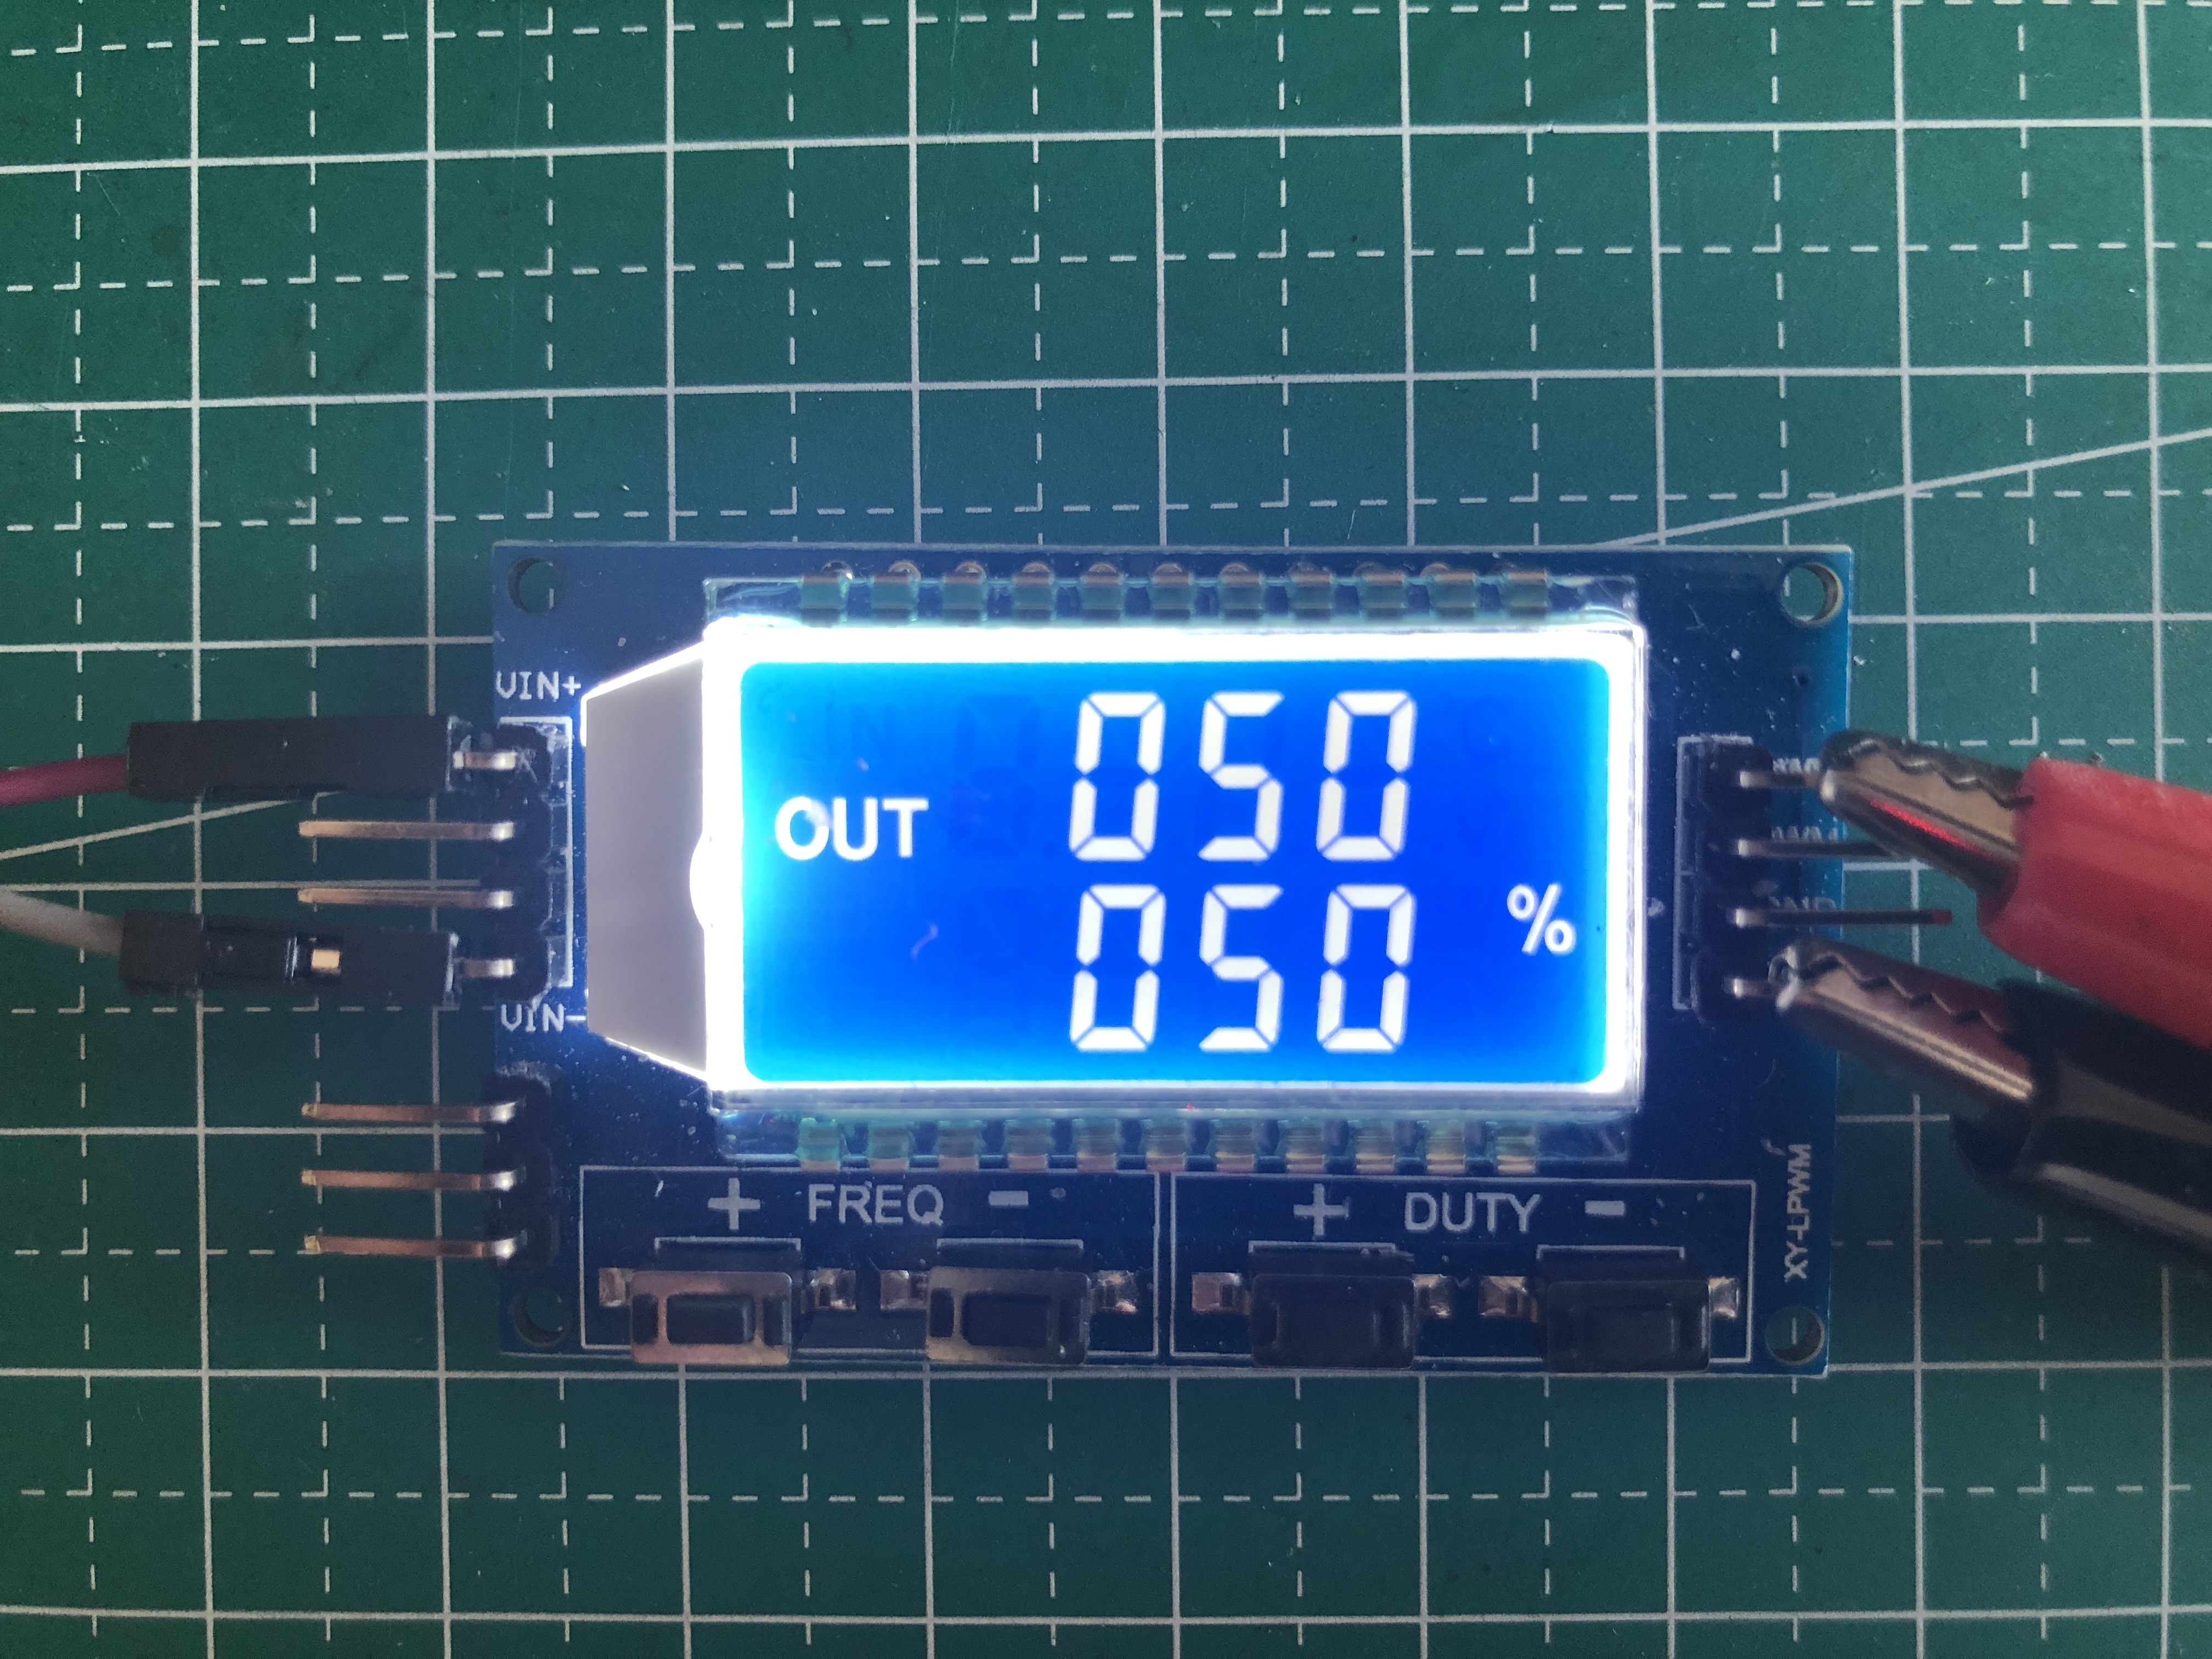 VIN-
VIN+
OUT
050
050
%
+ FREQ -
+ DUTY -
XY-LPWM